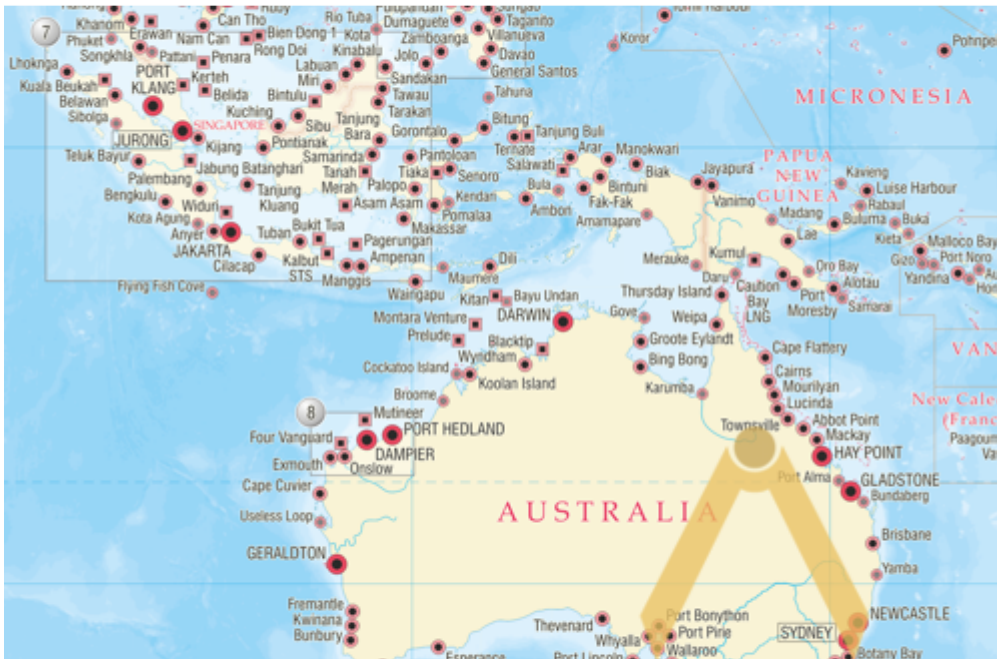 7
Khanom
Erawan
Phuket
Songkhla
Pattani
PORT
KLANG
Lhoknga
Kuala Beukah
Belawan
Sibolga
JURONG
SINGAPORE
Can Tho
Nam Can
Bien Dong 1
Rong Doi
Penara
Kerteh
Belida
Rio Tuba
Kota
Kinabalu
Labuan
Miri
Bintulu
Kuching
Sibu
Dumaguete
Zamboanga
Jolo
Sandakan
Tawau
Tarakan
Surigao
Taganito
Villanueva
Davao
General Santos
Tahuna
Koror
Pohnpei
MICRONESIA
Teluk Bayur
Kijang
Pontianak
Jabung Batanghari
Palembang
Bengkulu
Tanjung
Kluang
Widuri
Kota Agung
Anyer
JAKARTA
Cilacap
Tanjung
Bara
Samarinda
Tanah
Merah
Asam Asam
Bukit Tua
Tuban
Kalbut
STS
Pagerungan
Ampenan
Manggis
Gorontalo
Pantoloan
Tiaka
Senoro
Palopo
Kendari
Pomalaa
Makassar
Bitung
Ternate
Tanjung Buli
Salawati
Bula
Ambon
Arar
Manokwari
Biak
Bintuni
Fak-Fak
Amamapare
Jayapura
Vanimo
PAPUA
NEW
GUINEA
Madang
Kavieng
Luise Harbour
Rabaul
Buluma
Buka
Kieta
Malloco Bay
Gizo
Port Noro
Yandina
Lae
Kumul
Merauke
Daru
Caution
Bay
LNG
Oro Bay
Alotau
Samarai
Port
Moresby
Flying Fish Cove
Waingapu
Maumere
Dili
Kitan
Bayu Undan
Montara Venture
DARWIN
Prelude
Blacktip
Wyndham
Cockatoo Island
Koolan Island
Broome
Gove
Groote Eylandt
Bing Bong
Karumba
Thursday Island
Weipa
Cape Flattery
Cairns
Mourilyan
Lucinda
Townsville
Abbot Point
Mackay
HAY POINT
Port Alma
GLADSTONE
Bundaberg
Brisbane
Yamba
8
Mutineer
PORT HEDLAND
Four Vanguard
DAMPIER
Exmouth
Onslow
Cape Cuvier
Useless Loop
GERALDTON
Fremantle
Kwinana
Bunbury
Esperance
AUSTRALIA
Thevenard
Port Bonython
Whyalla
Port Pirie
Wallaroo
Port Lincoln
NEWCASTLE
SYDNEY
Botany Bay